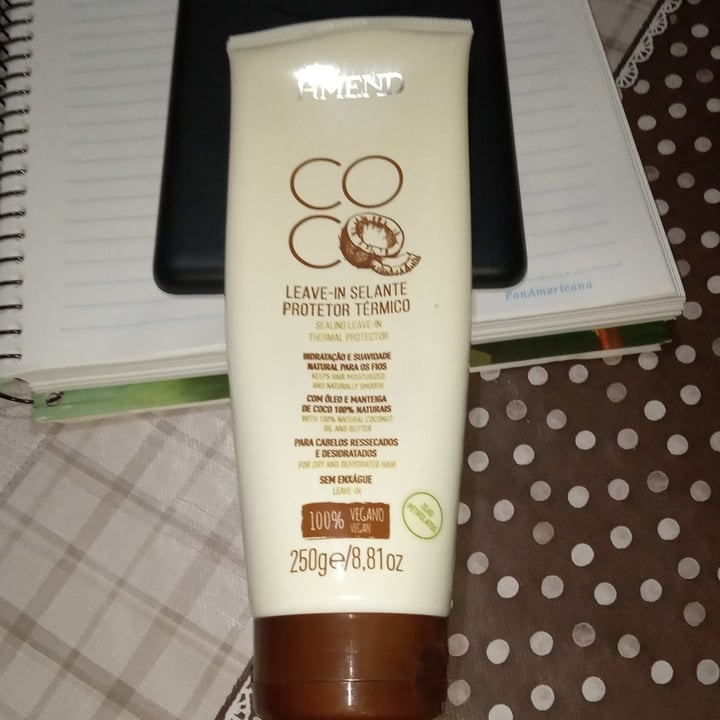 AMEND
CO
CO
LEAVE-IN SELANTE
PROTETOR TÉRMICO
SEALING LEAVE-IN
THERMAL PROTECTOR
HIDRATAÇÃO E SUAVIDADE
NATURAL PARA OS FIOS
KEEPS HAIR MOISTURIZED
AND NATURALLY SMOOTH
COM ÓLEO E MANTEIGA
DE COCO 100% NATURAIS
WITH 100% NATURAL COCONUT
OIL AND BUTTER
PARA CABELOS RESSECADOS
E DESIDRATADOS
FOR DRY AND DEHYDRATED HAIR
SEM ENXÁGUE
LEAVE-IN
100% VEGANO
VEGAN
ZERO
PETROLATOS
250g℮/8,81oz
PanAmericana